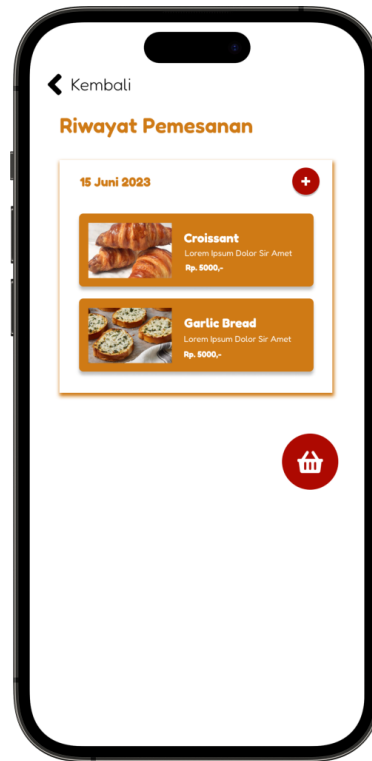 Kembali
Riwayat Pemesanan
15 Juni 2023
+
Croissant
Lorem Ipsum Dolor Sir Amet
Rp. 5000,-
Garlic Bread
Lorem Ipsum Dolor Sir Amet
Rp. 5000,-